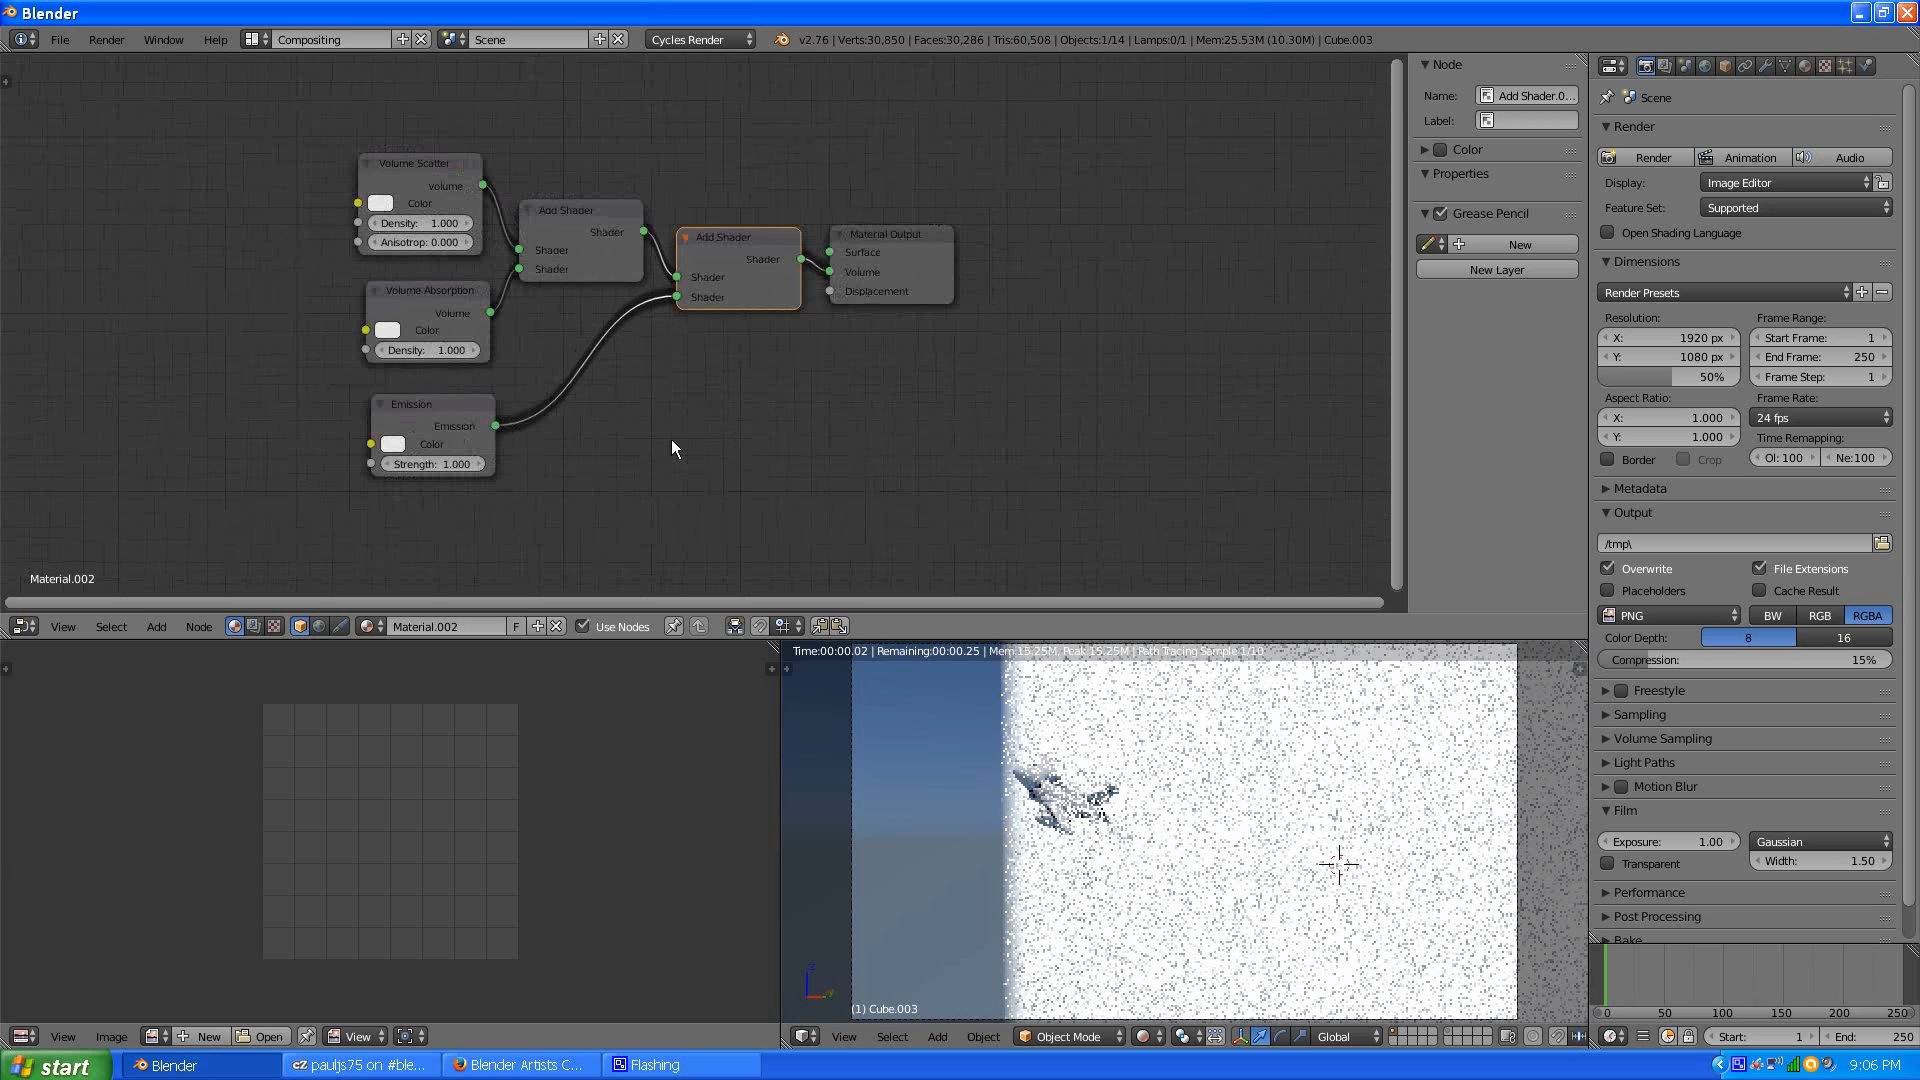 Blender
File Render Window Help Compositing Scene Cycles Render v2.76 | Verts:30,850 | Faces:30,286 | Tris:60,508 | Objects:1/14 | Lamps:0/1 | Mem:25.53M (10.30M) | Cube.003
Volume Scatter
volume
Color
Density: 1.000
Anisotrop: 0.000
Volume Absorption
Volume
Color
Density: 1.000
Emission
Emission
Color
Strength: 1.000
Add Shader
Shader
Shader
Shader
Add Shader
Shader
Shader
Shader
Material Output
Surface
Volume
Displacement
Material.002
Node
Name: Add Shader.0...
Label:
Color
Properties
Grease Pencil
New
New Layer
View Select Add Node Material.002 F Use Nodes
Scene
Render
Render Animation Audio
Display: Image Editor
Feature Set: Supported
Open Shading Language
Dimensions
Render Presets
Resolution: Frame Range:
X: 1920 px Start Frame: 1
Y: 1080 px End Frame: 250
50% Frame Step: 1
Aspect Ratio: Frame Rate:
X: 1.000 24 fps
Y: 1.000 Time Remapping:
Border Crop Ol: 100 Ne:100
Metadata
Output
/tmp\
Overwrite File Extensions
Placeholders Cache Result
PNG BW RGB RGBA
Color Depth: 8 16
Compression: 15%
Freestyle
Sampling
Volume Sampling
Light Paths
Motion Blur
Film
Exposure: 1.00 Gaussian
Transparent Width: 1.50
Performance
Post Processing
Bake
Time:00:00.02 | Remaining:00:00.25 | Mem:15.25M, Peak:15.25M | Path Tracing Sample 1/10
(1) Cube.003
0 50 100 150 200 250
View Image New Open View
View Select Add Object Object Mode Global
Start: 1 End: 250
start Blender cZ pauljs75 on #ble... Blender Artists C... Flashing 9:06 PM